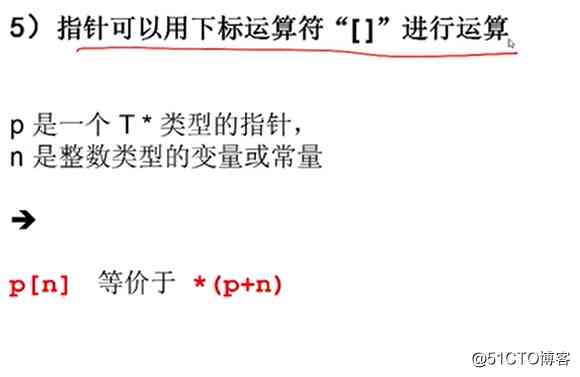 5）指针可以用下标运算符“[]”进行运算
p 是一个 T * 类型的指针，
n 是整数类型的变量或常量
➔
p[n] 等价于 *(p+n)
@51CTO博客